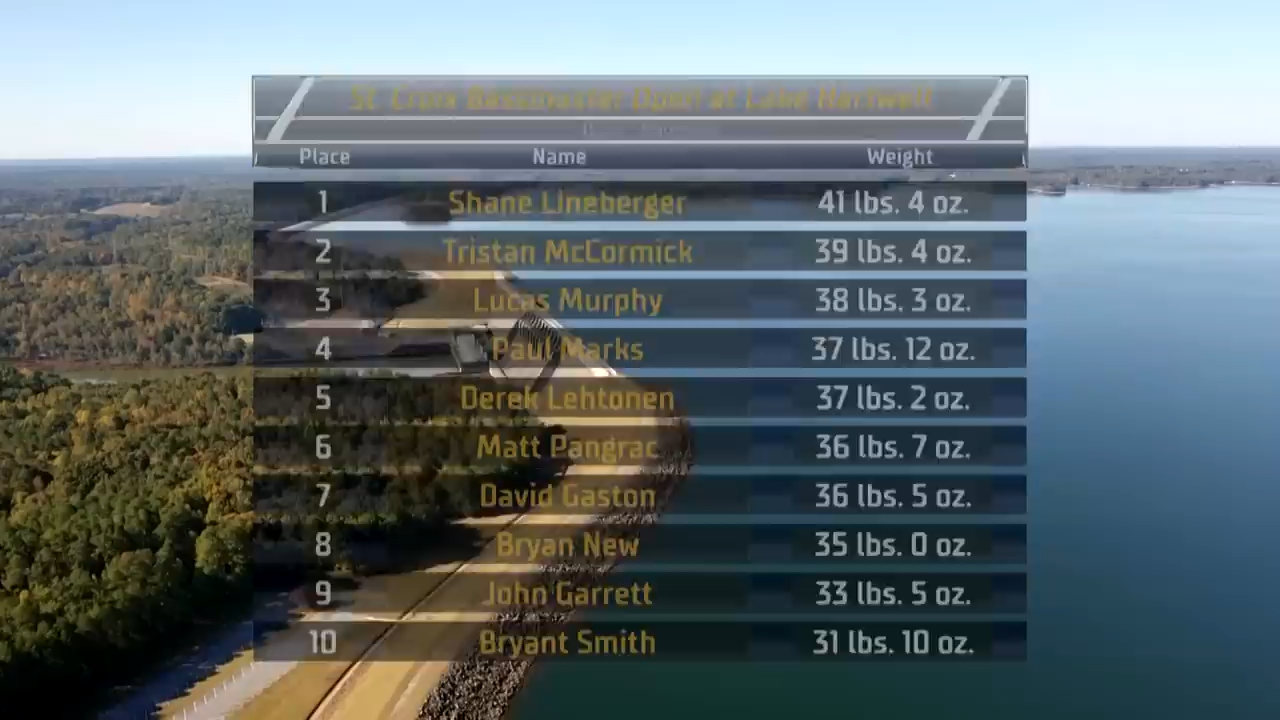 St. Croix Bassmaster Open at Lake Hartwell
Place Name Weight
1 Shane Lineberger 41 lbs. 4 oz.
2 Tristan McCormick 39 lbs. 4 oz.
3 Lucas Murphy 38 lbs. 3 oz.
4 Paul Marks 37 lbs. 12 oz.
5 Derek Lehtonen 37 lbs. 2 oz.
6 Matt Pangrac 36 lbs. 7 oz.
7 David Gaston 36 lbs. 5 oz.
8 Bryan New 35 lbs. 0 oz.
9 John Garrett 33 lbs. 5 oz.
10 Bryant Smith 31 lbs. 10 oz.